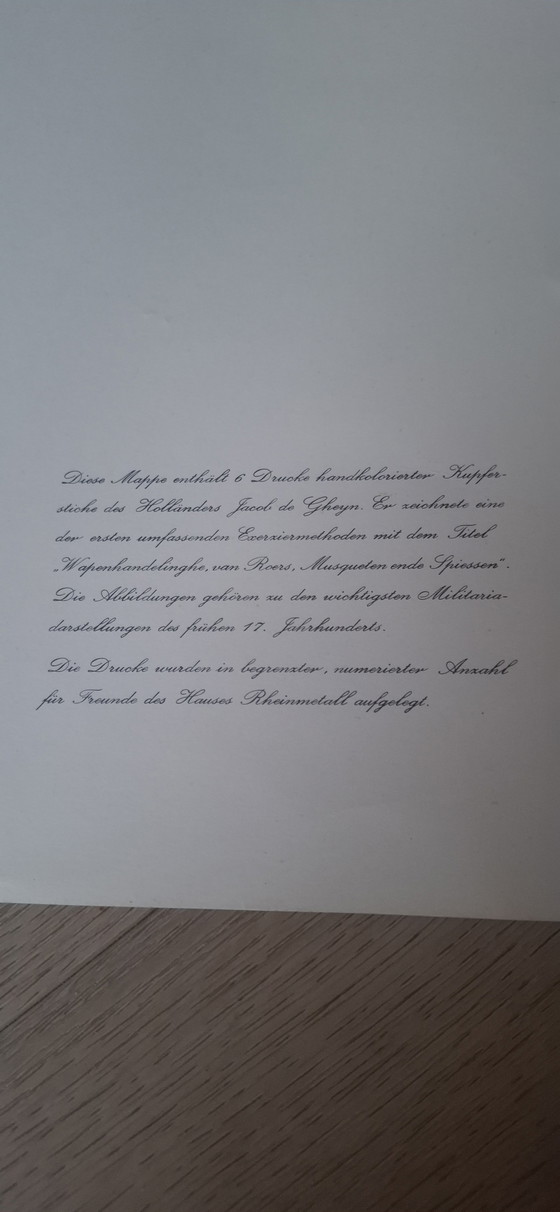 Diese Mappe enthält 6 Drucke handkolorierter Kupfer-
stiche des Holländers Jacob de Gheyn. Er zeichnete eine
der ersten umfassenden Exerziermethoden mit dem Titel
„Wapenhandelinghe, van Roers, Musqueten ende Spiessen".
Die Abbildungen gehören zu den wichtigsten Militaria-
darstellungen des frühen 17. Jahrhunderts.
Die Drucke wurden in begrenzter, numerierter Anzahl
für Freunde des Hauses Rheinmetall aufgelegt.